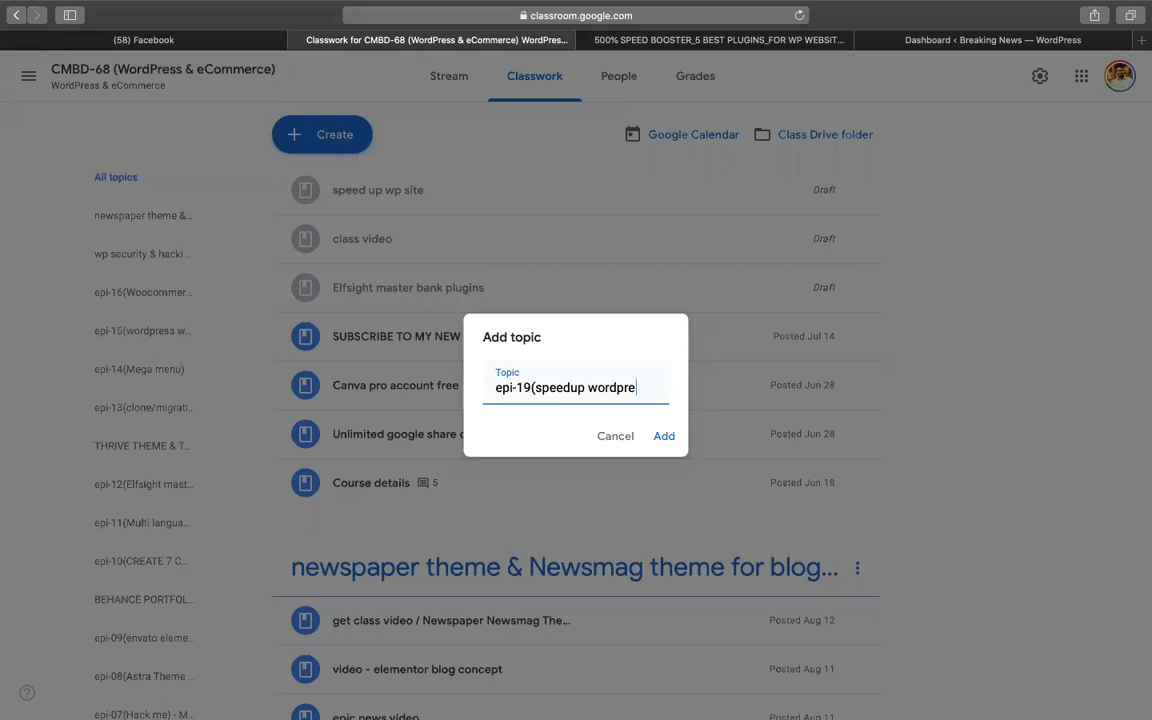 classroom.google.com
(58) Facebook
Classwork for CMBD-68 (WordPress & eCommerce) WordPres...
500% SPEED BOOSTER_5 BEST PLUGINS_FOR WP WEBSIT...
Dashboard ‹ Breaking News — WordPress
CMBD-68 (WordPress & eCommerce)
WordPress & eCommerce
Stream
Classwork
People
Grades
Create
Google Calendar
Class Drive folder
All topics
newspaper theme &...
wp security & hacki...
epi-16(Woocommer...
epi-15(wordpress w...
epi-14(Mega menu)
epi-13(clone/migrati...
THRIVE THEME & T...
epi-12(Elfsight mast...
epi-11(Multi langua...
epi-10(CREATE 7 C...
BEHANCE PORTFOL...
epi-09(envato eleme...
epi-08(Astra Theme ...
epi-07(Hack me) - M...
speed up wp site
Draft
class video
Draft
Elfsight master bank plugins
Draft
SUBSCRIBE TO MY NEW
Posted Jul 14
Canva pro account free
Posted Jun 28
Unlimited google share
Posted Jun 28
Course details
5
Posted Jun 18
Add topic
Topic
epi-19(speedup wordpre
Cancel
Add
newspaper theme & Newsmag theme for blog...
get class video / Newspaper Newsmag The...
Posted Aug 12
video - elementor blog concept
Posted Aug 11
epic news video
Posted Aug 11